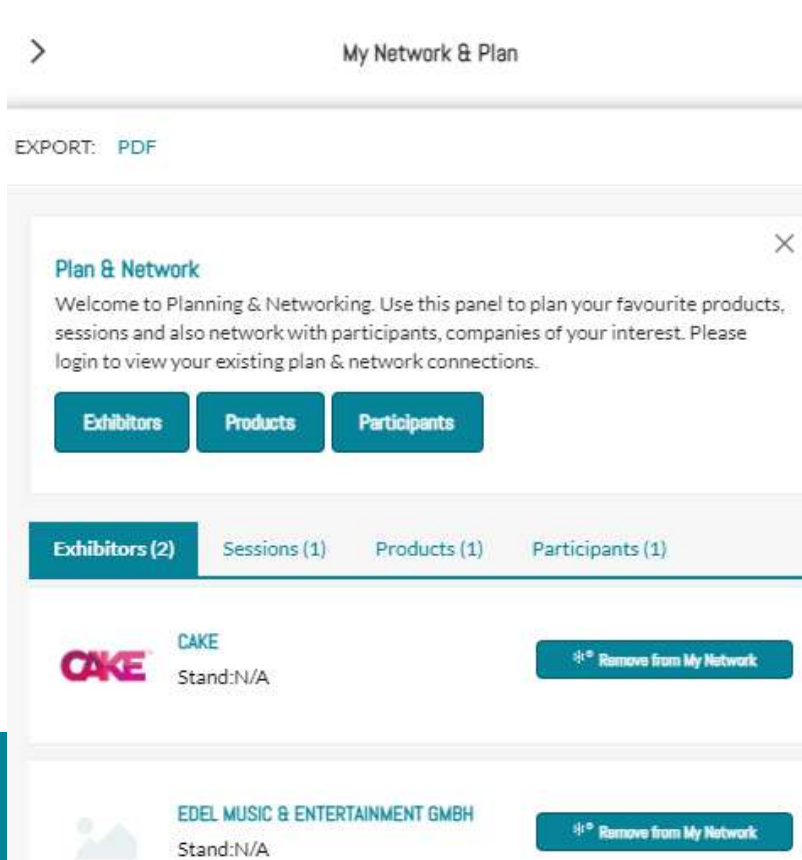 My Network & Plan
EXPORT: PDF
Plan & Network
Welcome to Planning & Networking. Use this panel to plan your favourite products,
sessions and also network with participants, companies of your interest. Please
login to view your existing plan & network connections.
Exhibitors Products Participants
Exhibitors (2) Sessions (1) Products (1) Participants (1)
CAKE
CAKE
Stand:N/A
Remove from My Network
EDEL MUSIC & ENTERTAINMENT GMBH
Stand:N/A
Remove from My Network